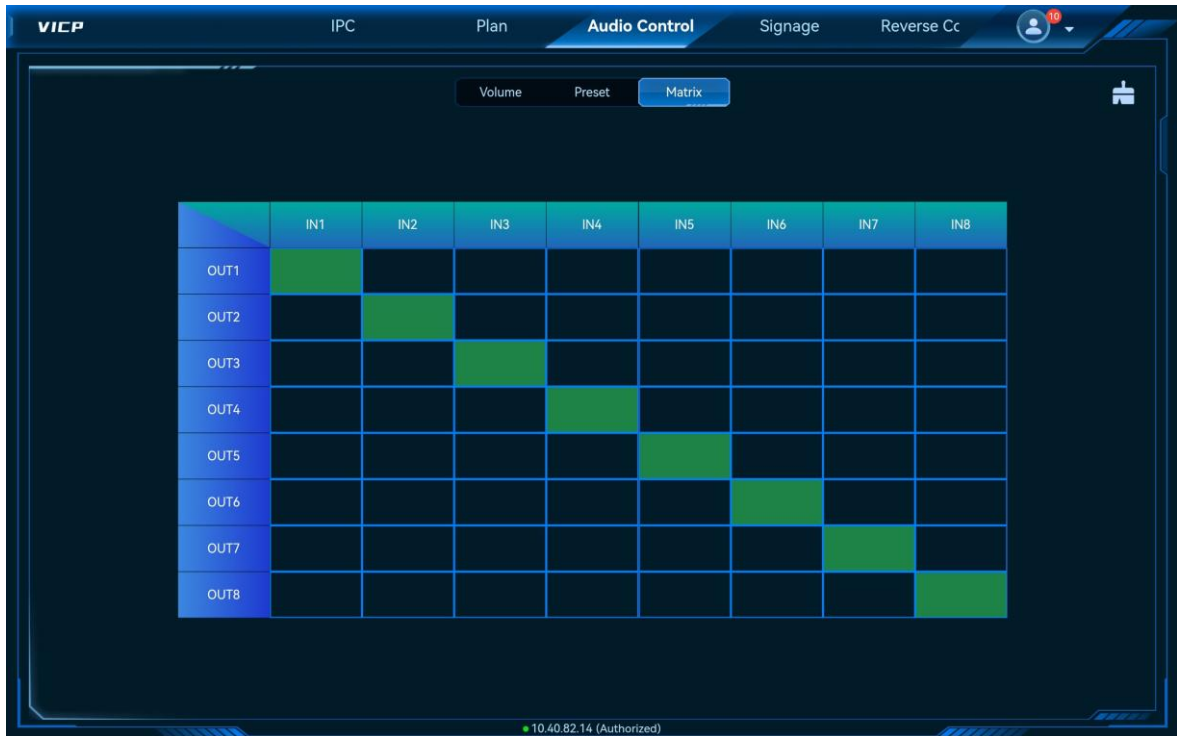 VICP IPC Plan Audio Control Signage Reverse Cc 10
Volume Preset Matrix
IN1 IN2 IN3 IN4 IN5 IN6 IN7 IN8
OUT1
OUT2
OUT3
OUT4
OUT5
OUT6
OUT7
OUT8
10.40.82.14 (Authorized)